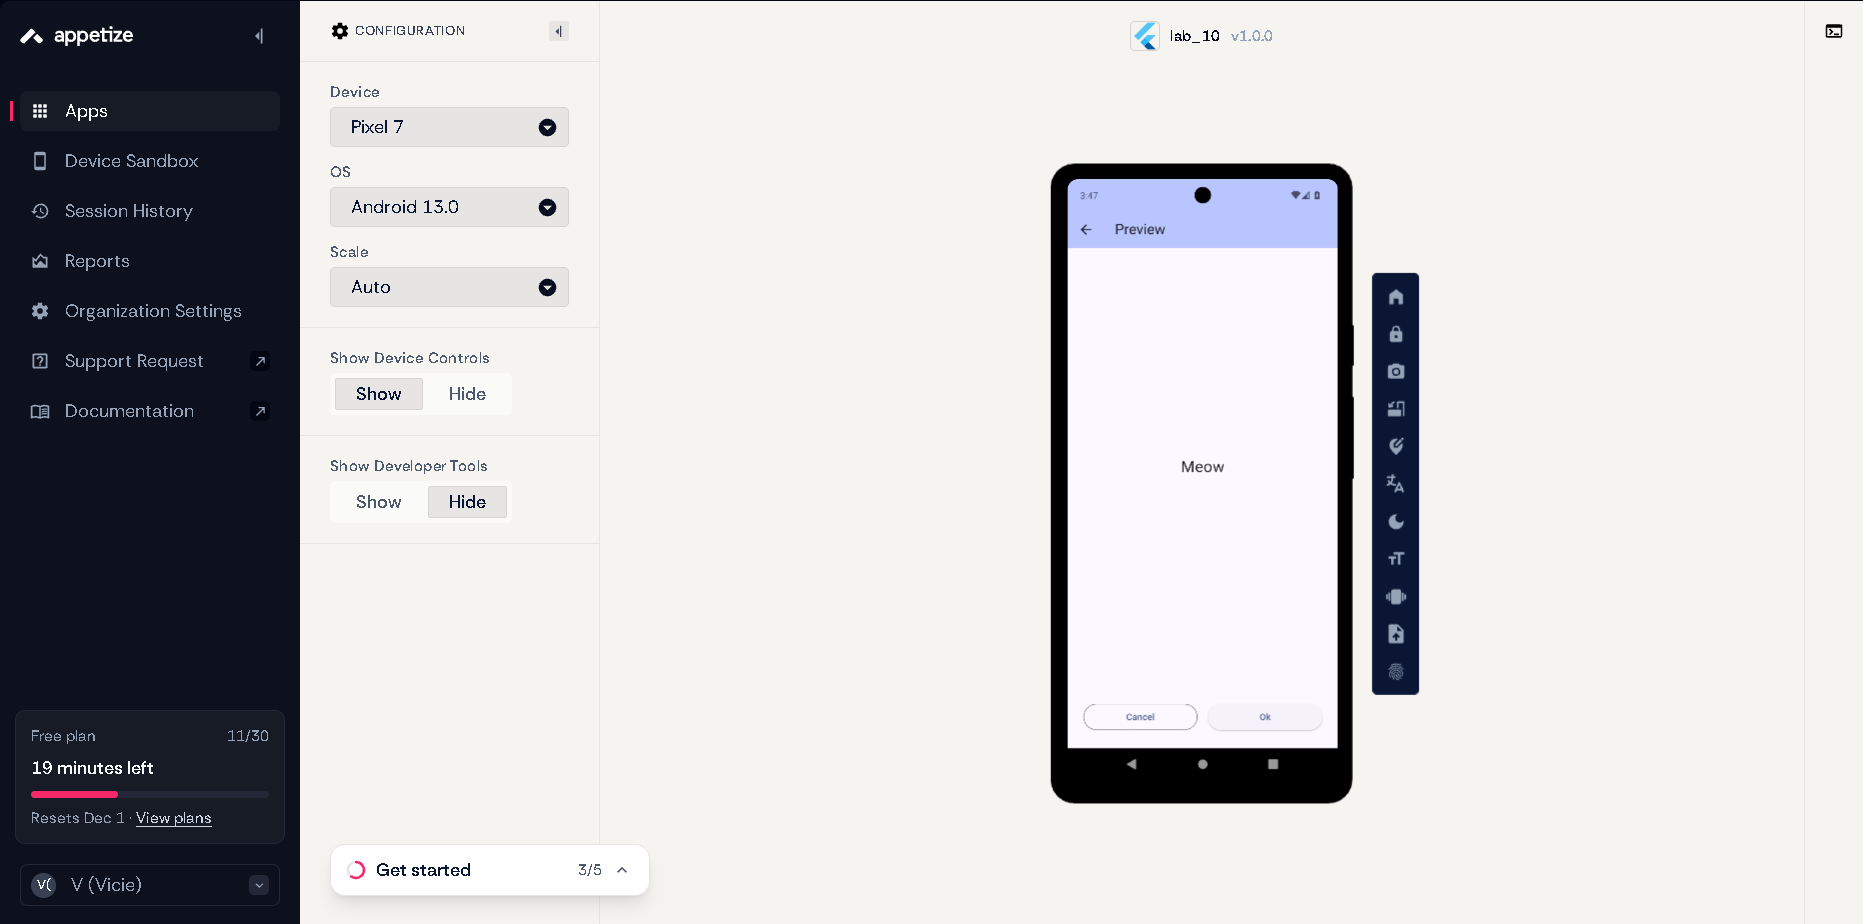 appetize
Apps
Device Sandbox
Session History
Reports
Organization Settings
Support Request
Documentation
Free plan 11/30
19 minutes left
Resets Dec 1 · View plans
V( V (Vicie)
CONFIGURATION
Device
Pixel 7
OS
Android 13.0
Scale
Auto
Show Device Controls
Show Hide
Show Developer Tools
Show Hide
Get started 3/5
lab_10 v1.0.0
3:47
Preview
Meow
Cancel Ok